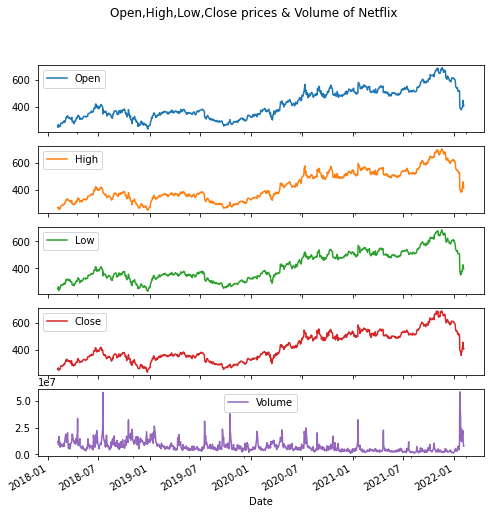 Open,High,Low,Close prices & Volume of Netflix
600
400
Open
600
400
High
600
400
Low
600
400
Close
1e7
5.0
2.5
0.0
Volume
2018-01
2018-07
2019-01
2019-07
2020-01
2020-07
2021-01
2021-07
2022-01
Date